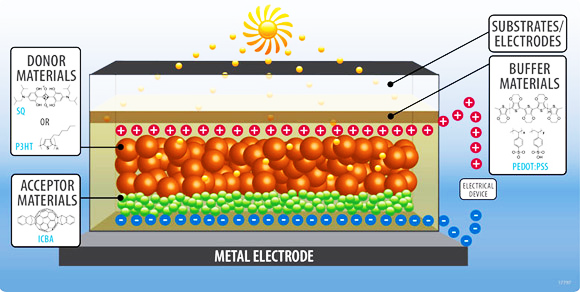 SUBSTRATES/
ELECTRODES
DONOR
MATERIALS
SQ
OR
P3HT
BUFFER
MATERIALS
PEDOT:PSS
ACCEPTOR
MATERIALS
ICBA
ELECTRICAL
DEVICE
METAL ELECTRODE